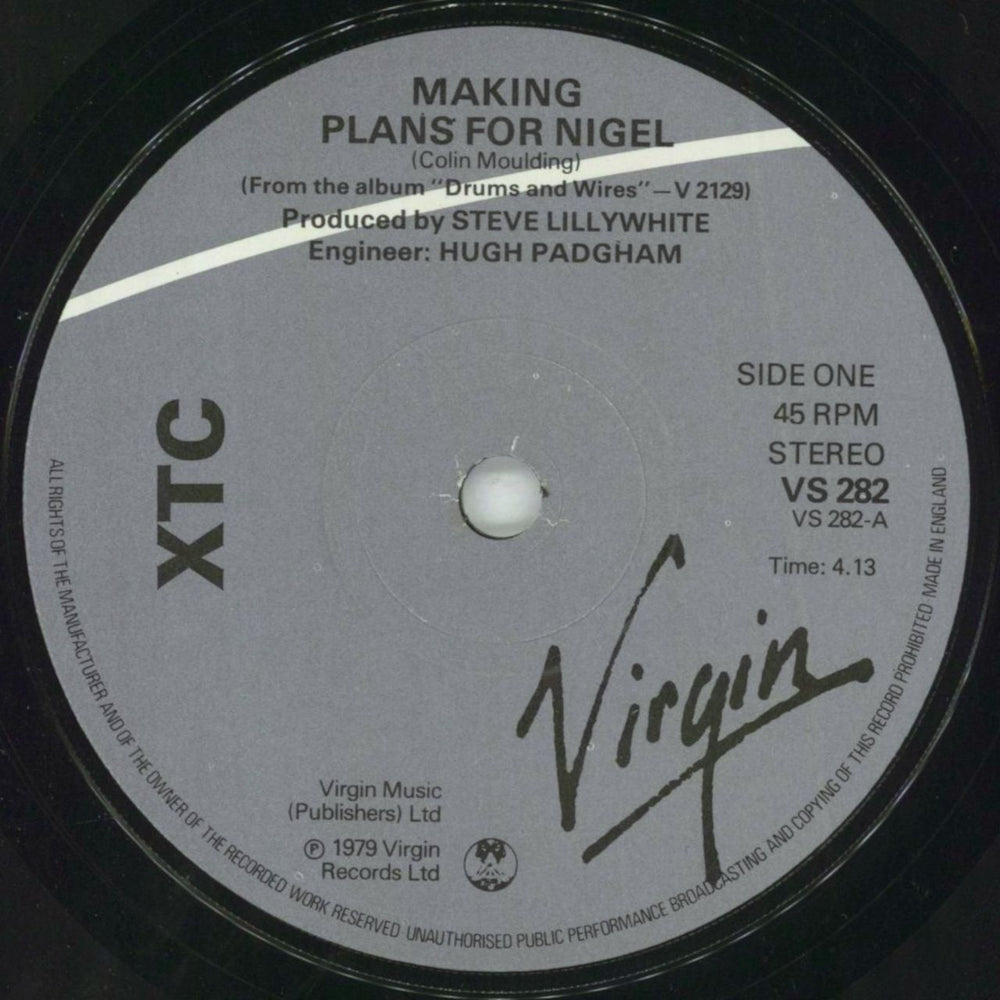 MAKING
PLANS FOR NIGEL
(Colin Moulding)
(From the album "Drums and Wires"—V 2129)
Produced by STEVE LILLYWHITE
Engineer: HUGH PADGHAM
XTC
SIDE ONE
45 RPM
STEREO
VS 282
VS 282-A
Time: 4.13
Virgin
Virgin Music
(Publishers) Ltd
℗ 1979 Virgin
Records Ltd
ALL RIGHTS OF THE MANUFACTURER AND OF THE OWNER OF THE RECORDED WORK RESERVED UNAUTHORISED PUBLIC PERFORMANCE BROADCASTING AND COPYING OF THIS RECORD PROHIBITED MADE IN ENGLAND